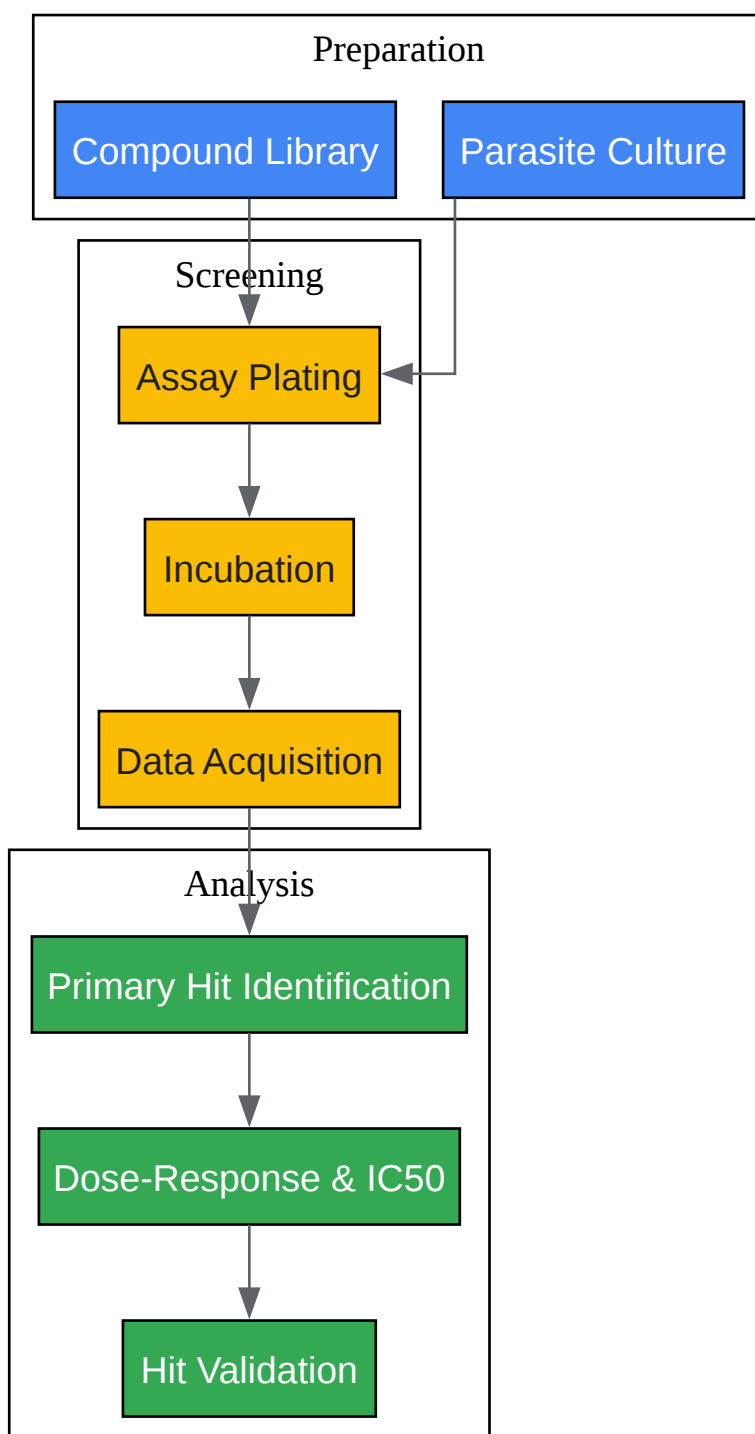 Preparation
Compound Library
Parasite Culture
Screening
Assay Plating
Incubation
Data Acquisition
Analysis
Primary Hit Identification
Dose-Response & IC50
Hit Validation